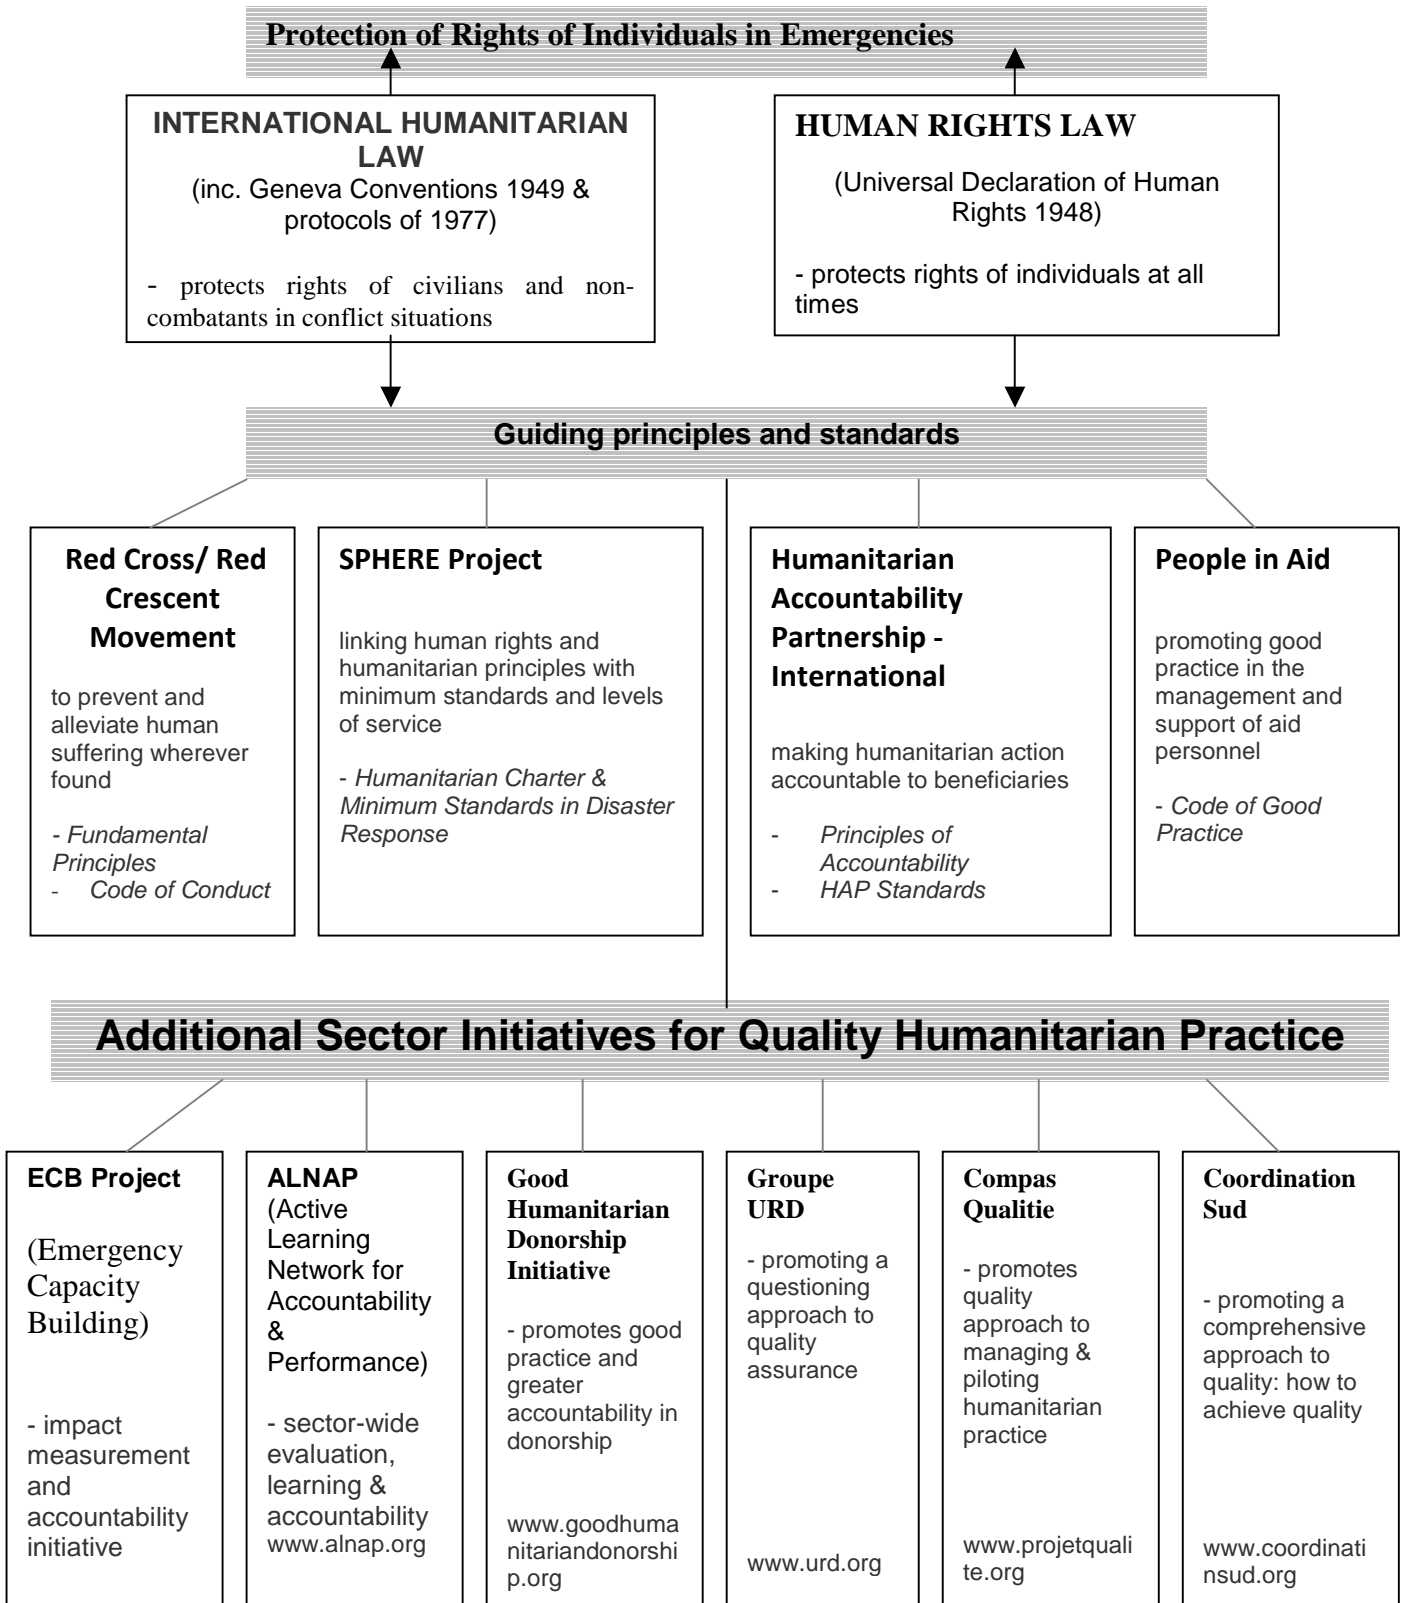 Protection of Rights of Individuals in Emergencies
INTERNATIONAL HUMANITARIAN
LAW
(inc. Geneva Conventions 1949 &
protocols of 1977)
- protects rights of civilians and non-
combatants in conflict situations
HUMAN RIGHTS LAW
(Universal Declaration of Human
Rights 1948)
- protects rights of individuals at all
times
Guiding principles and standards
Red Cross/ Red
Crescent
Movement
to prevent and
alleviate human
suffering wherever
found
- Fundamental
Principles
- Code of Conduct
SPHERE Project
linking human rights and
humanitarian principles with
minimum standards and levels
of service
- Humanitarian Charter &
Minimum Standards in Disaster
Response
Humanitarian
Accountability
Partnership -
International
making humanitarian action
accountable to beneficiaries
- Principles of
Accountability
- HAP Standards
People in Aid
promoting good
practice in the
management and
support of aid
personnel
- Code of Good
Practice
Additional Sector Initiatives for Quality Humanitarian Practice
ECB Project
(Emergency
Capacity
Building)
- impact
measurement
and
accountability
initiative
ALNAP
(Active
Learning
Network for
Accountability
&
Performance)
- sector-wide
evaluation,
learning &
accountability
www.alnap.org
Good
Humanitarian
Donorship
Initiative
- promotes good
practice and
greater
accountability in
donorship
www.goodhuma
nitariandonorshi
p.org
Groupe
URD
- promoting a
questioning
approach to
quality
assurance
www.urd.org
Compas
Qualitie
- promotes
quality
approach to
managing &
piloting
humanitarian
practice
www.projetquali
te.org
Coordination
Sud
- promoting a
comprehensive
approach to
quality: how to
achieve quality
www.coordinati
nsud.org